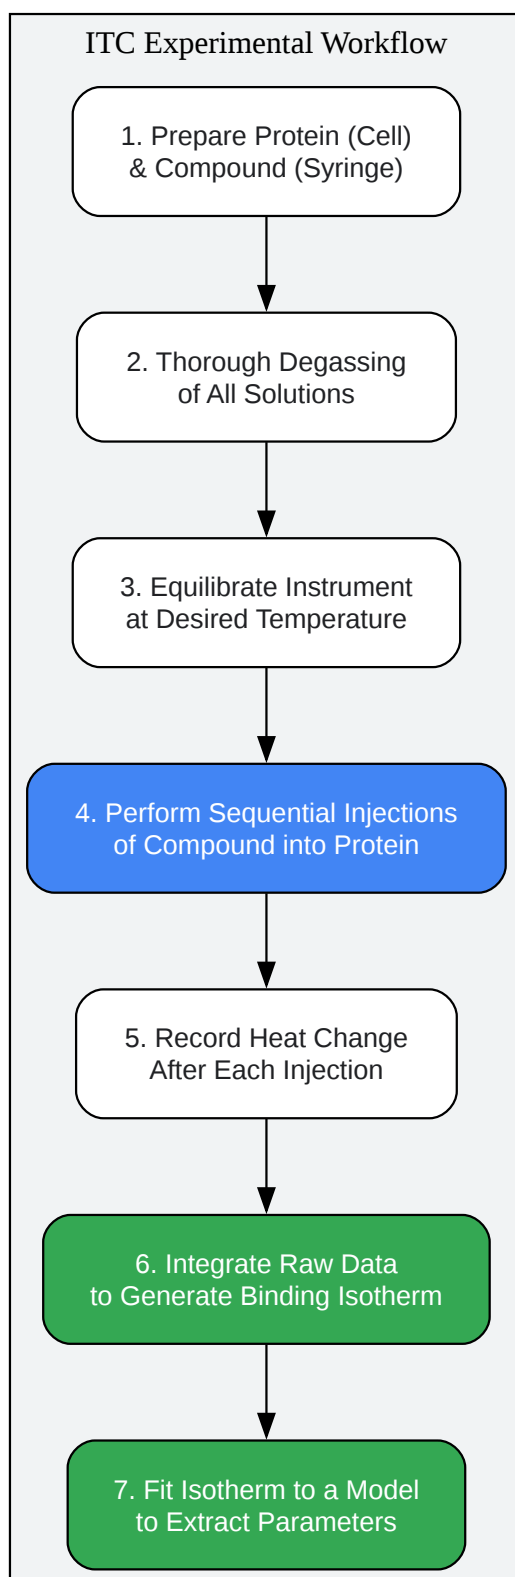 ITC Experimental Workflow
1. Prepare Protein (Cell)
& Compound (Syringe)
2. Thorough Degassing
of All Solutions
3. Equilibrate Instrument
at Desired Temperature
4. Perform Sequential Injections
of Compound into Protein
5. Record Heat Change
After Each Injection
6. Integrate Raw Data
to Generate Binding Isotherm
7. Fit Isotherm to a Model
to Extract Parameters